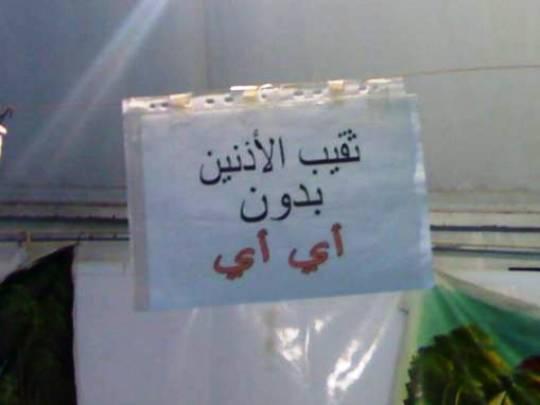 ثقيب الأذنين
بدون
أي أي